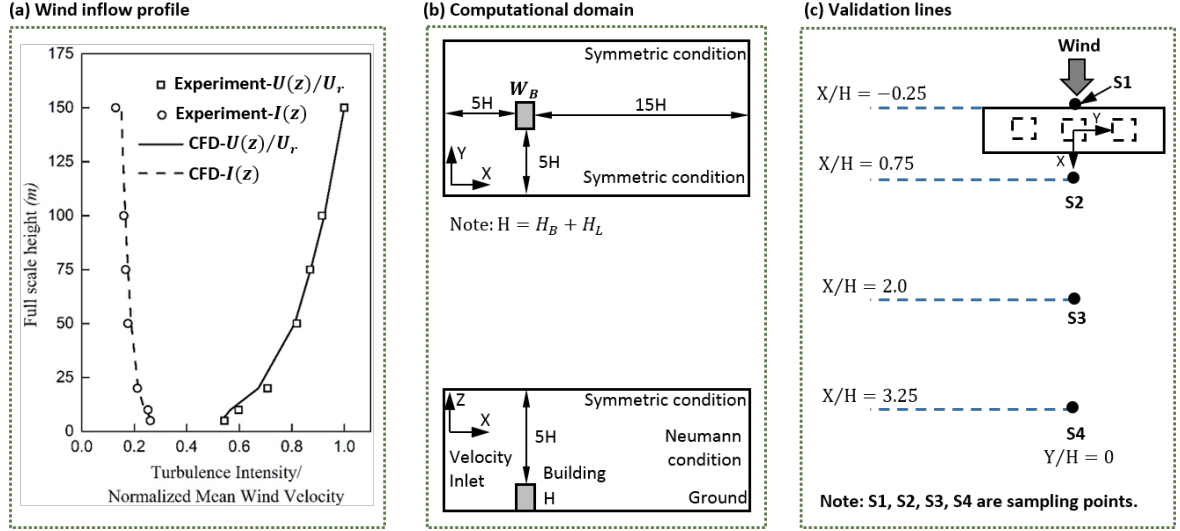 (a) Wind inflow profile
175
150
125
100
75
50
25
0
0.0 0.2 0.4 0.6 0.8 1.0
Full scale height (m)
Experiment-U(z)/Uᵣ
Experiment-I(z)
CFD-U(z)/Uᵣ
CFD-I(z)
Turbulence Intensity/
Normalized Mean Wind Velocity
(b) Computational domain
Symmetric condition
W_B
5H
15H
Y
X
5H
Symmetric condition
Note: H = H_B + H_L
Z
X
Symmetric condition
5H
Velocity
Inlet
Neumann
condition
Building
H
Ground
(c) Validation lines
Wind
S1
X/H = −0.25
Y
X
X/H = 0.75
S2
X/H = 2.0
S3
X/H = 3.25
S4
Y/H = 0
Note: S1, S2, S3, S4 are sampling points.